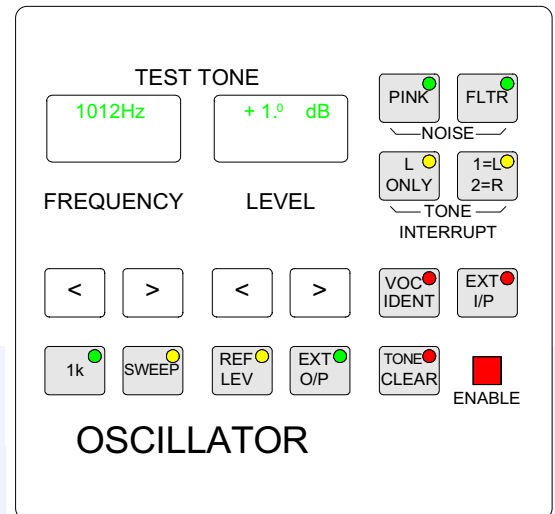 TEST TONE
1012Hz
+ 1.⁰ dB
FREQUENCY
LEVEL
PINK
FLTR
NOISE
L
ONLY
1=L
2=R
TONE
INTERRUPT
<
>
<
>
VOC
IDENT
EXT
I/P
1k
SWEEP
REF
LEV
EXT
O/P
TONE
CLEAR
ENABLE
OSCILLATOR